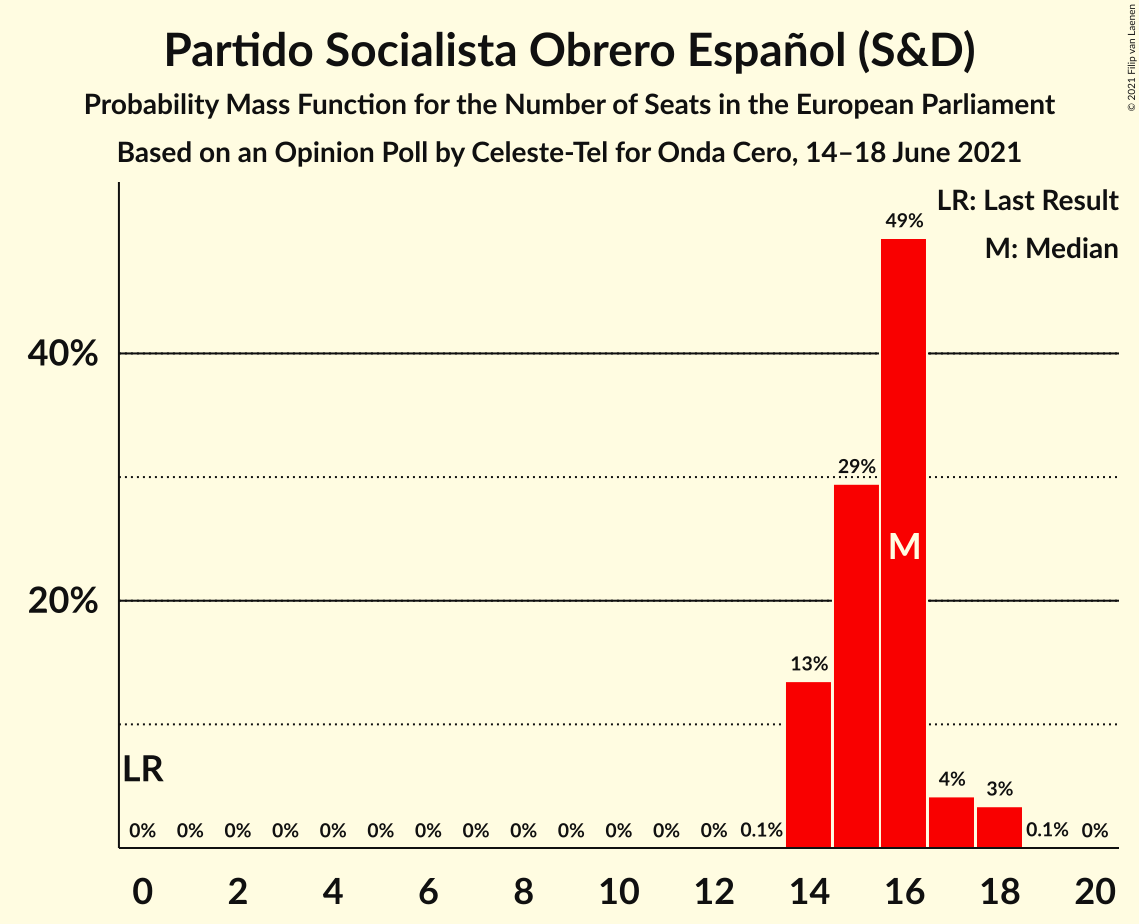 Partido Socialista Obrero Español (S&D)
Probability Mass Function for the Number of Seats in the European Parliament
Based on an Opinion Poll by Celeste-Tel for Onda Cero, 14–18 June 2021
© 2021 Filip van Laenen
LR: Last Result
M: Median
49%
40%
29%
M
20%
13%
LR
4%
3%
0% 0% 0% 0% 0% 0% 0% 0% 0% 0% 0% 0% 0% 0.1% 0.1% 0%
0 2 4 6 8 10 12 14 16 18 20